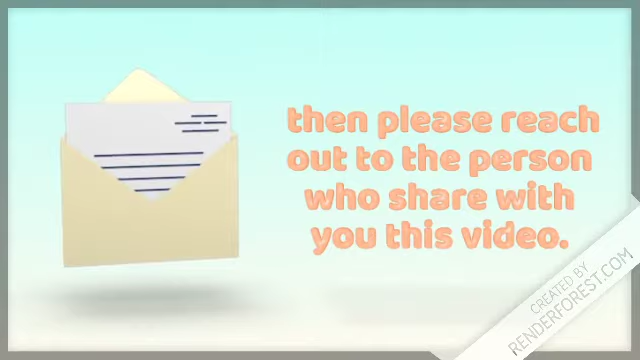 then please reach
out to the person
who share with
you this video.
CREATED BY
RENDERFOREST.COM